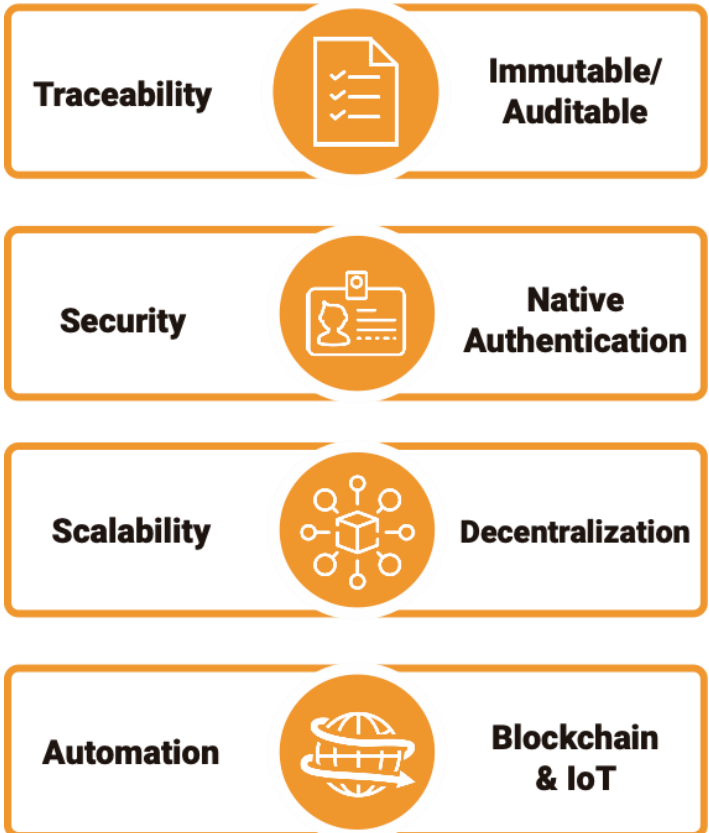 Traceability
Immutable/
Auditable
Security
Native
Authentication
Scalability
Decentralization
Automation
Blockchain
& IoT